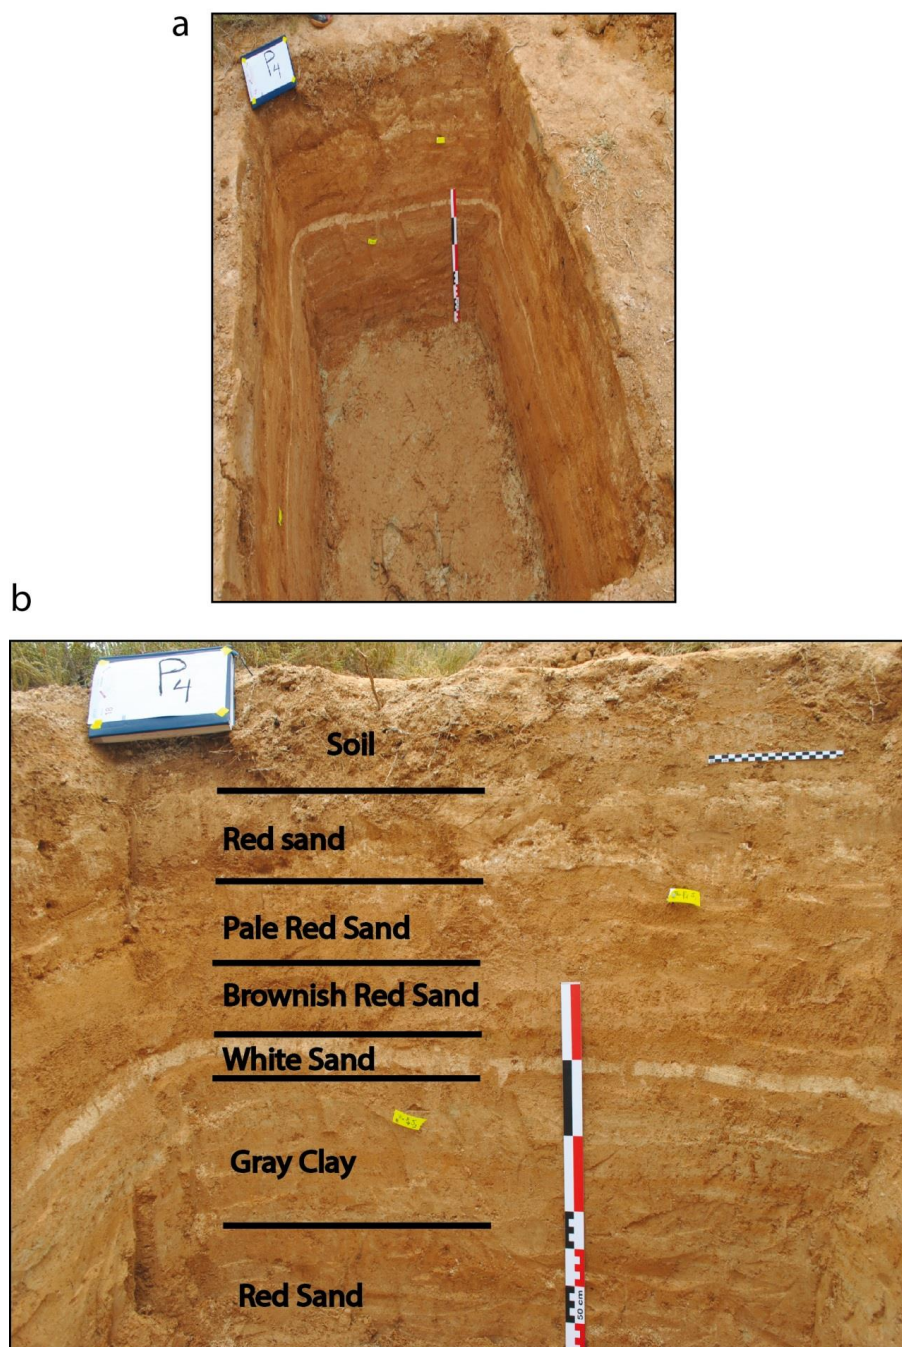 a
P4
b
P4
Soil
Red sand
Pale Red Sand
Brownish Red Sand
White Sand
Gray Clay
Red Sand
50 cm